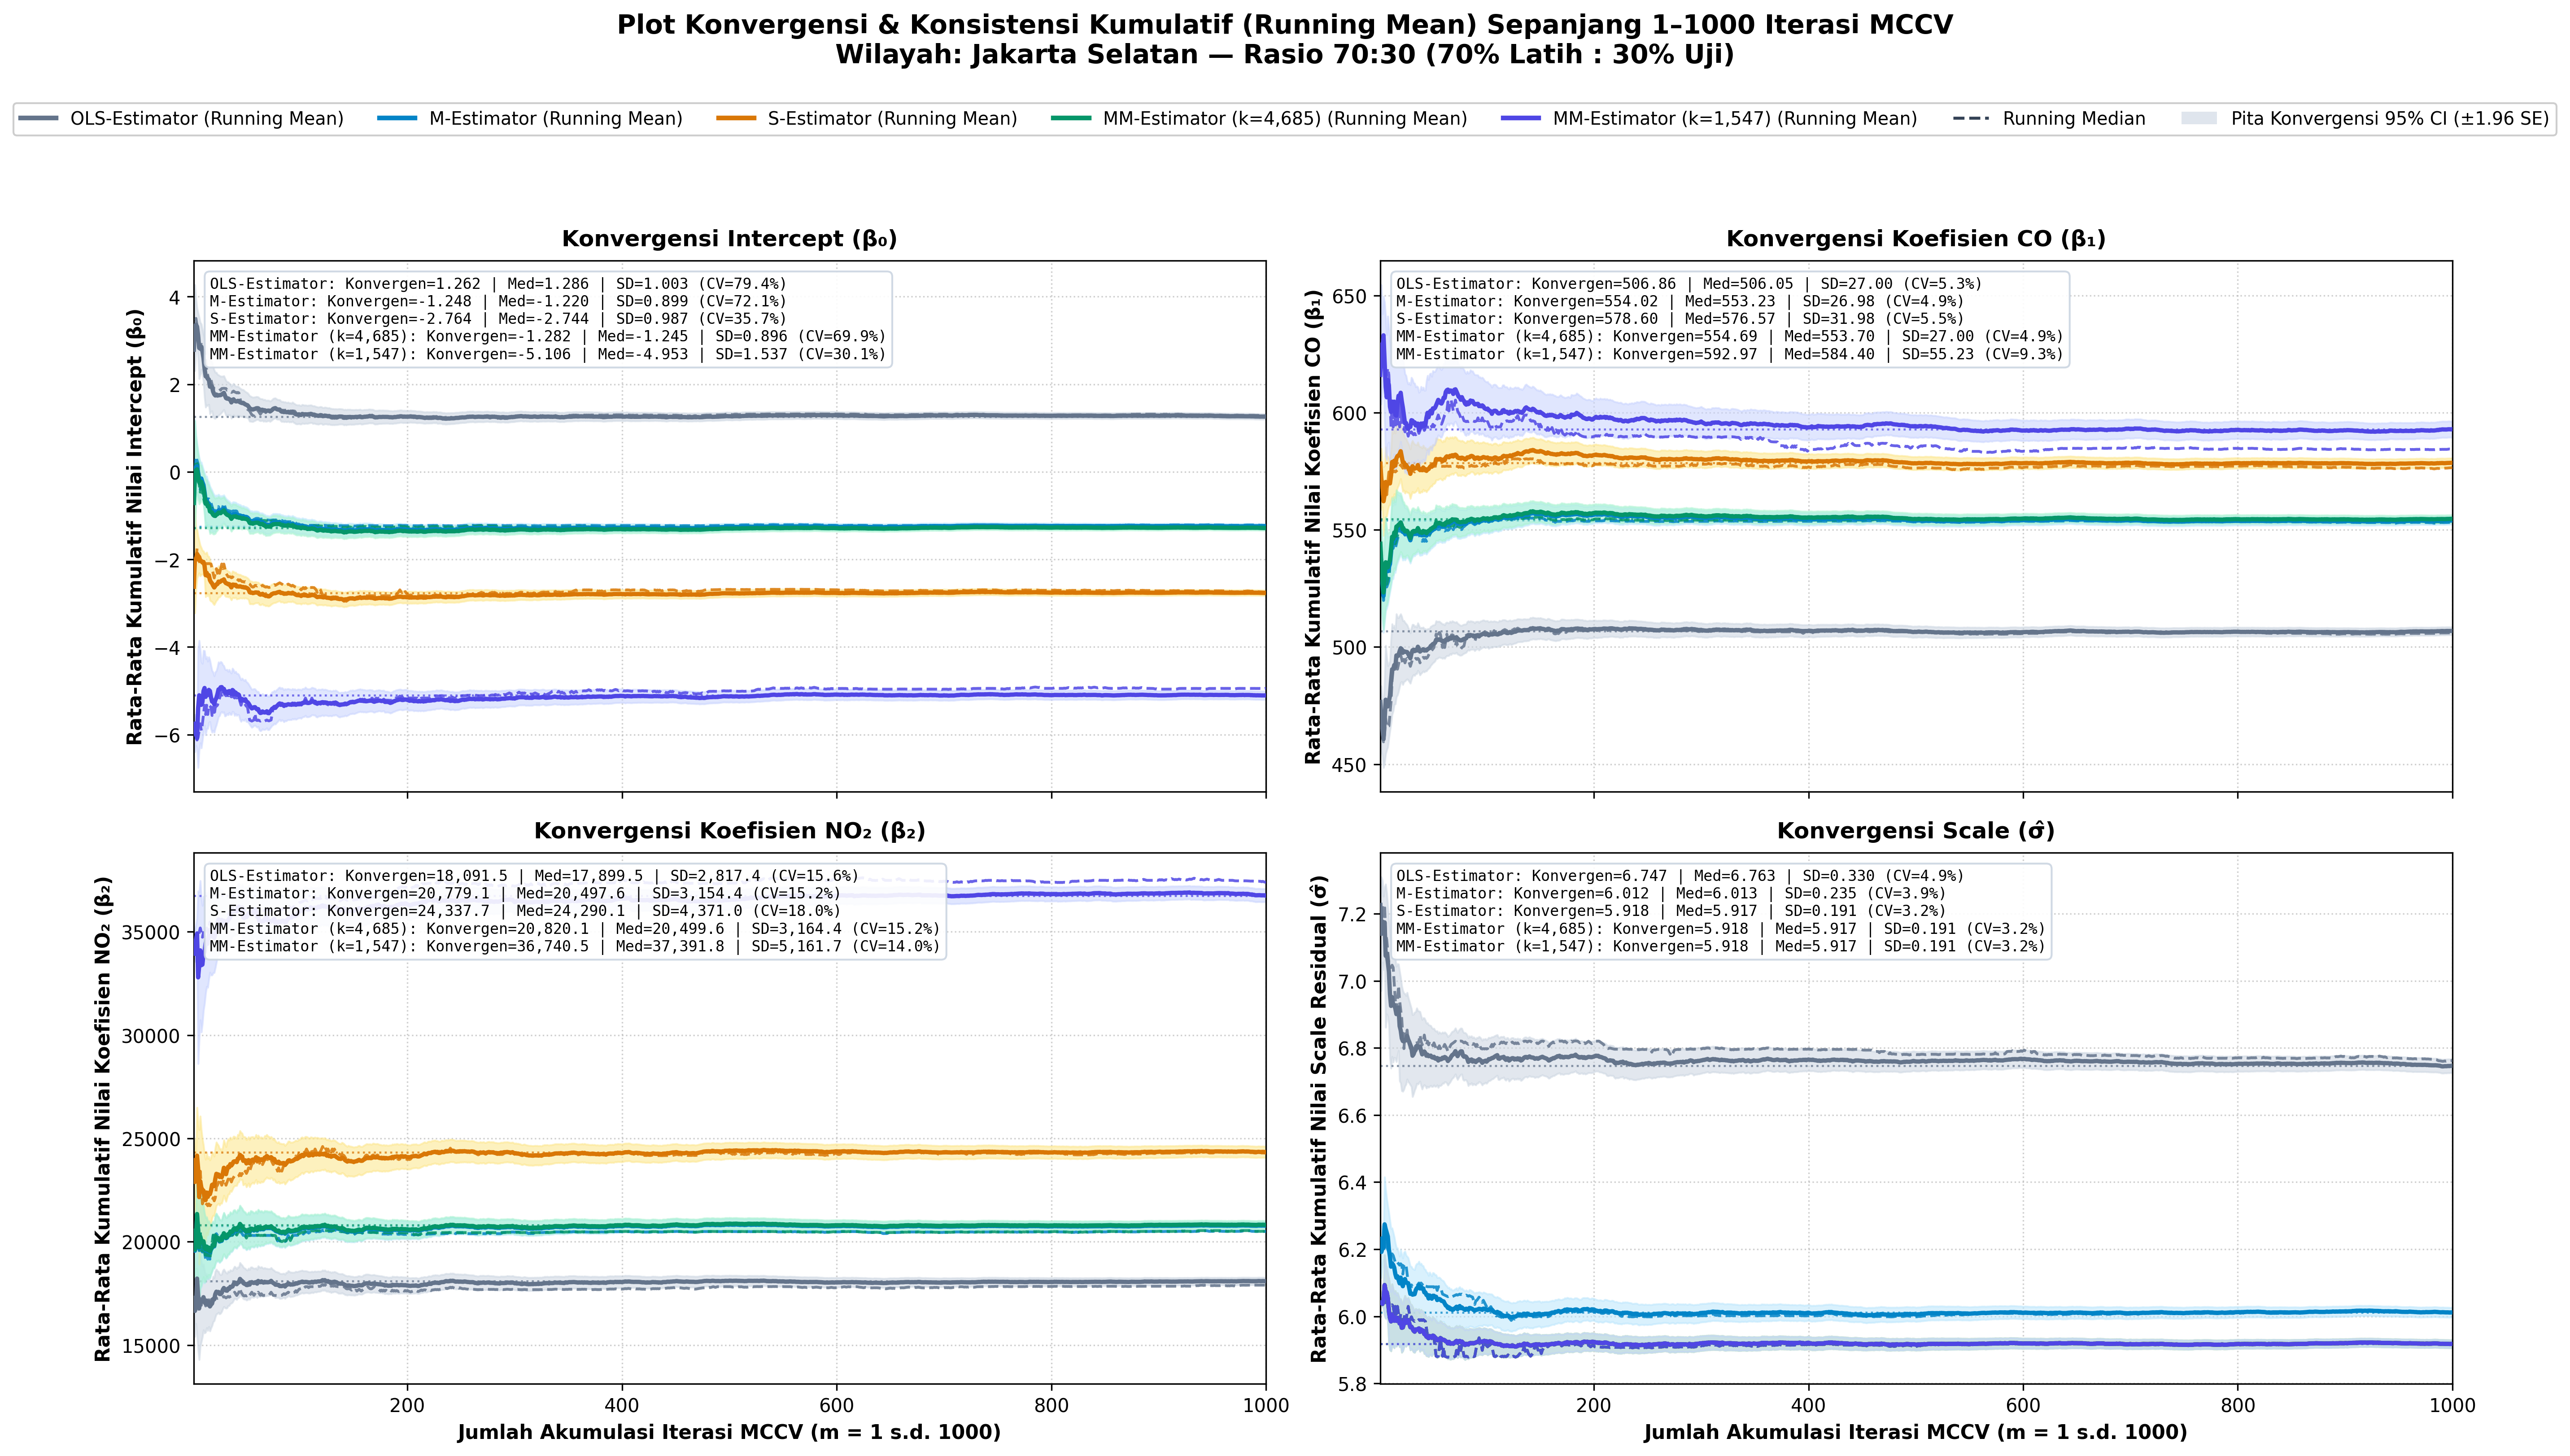 Plot Konvergensi & Konsistensi Kumulatif (Running Mean) Sepanjang 1–1000 Iterasi MCCV
Wilayah: Jakarta Selatan — Rasio 70:30 (70% Latih : 30% Uji)
OLS-Estimator (Running Mean) M-Estimator (Running Mean) S-Estimator (Running Mean) MM-Estimator (k=4,685) (Running Mean) MM-Estimator (k=1,547) (Running Mean) Running Median Pita Konvergensi 95% CI (±1.96 SE)
Konvergensi Intercept (β₀)
OLS-Estimator: Konvergen=1.262 | Med=1.286 | SD=1.003 (CV=79.4%)
M-Estimator: Konvergen=-1.248 | Med=-1.220 | SD=0.899 (CV=72.1%)
S-Estimator: Konvergen=-2.764 | Med=-2.744 | SD=0.987 (CV=35.7%)
MM-Estimator (k=4,685): Konvergen=-1.282 | Med=-1.245 | SD=0.896 (CV=69.9%)
MM-Estimator (k=1,547): Konvergen=-5.106 | Med=-4.953 | SD=1.537 (CV=30.1%)
Rata-Rata Kumulatif Nilai Intercept (β₀)
4
2
0
−2
−4
−6
Konvergensi Koefisien CO (β₁)
OLS-Estimator: Konvergen=506.86 | Med=506.05 | SD=27.00 (CV=5.3%)
M-Estimator: Konvergen=554.02 | Med=553.23 | SD=26.98 (CV=4.9%)
S-Estimator: Konvergen=578.60 | Med=576.57 | SD=31.98 (CV=5.5%)
MM-Estimator (k=4,685): Konvergen=554.69 | Med=553.70 | SD=27.00 (CV=4.9%)
MM-Estimator (k=1,547): Konvergen=592.97 | Med=584.40 | SD=55.23 (CV=9.3%)
Rata-Rata Kumulatif Nilai Koefisien CO (β₁)
650
600
550
500
450
Konvergensi Koefisien NO₂ (β₂)
OLS-Estimator: Konvergen=18,091.5 | Med=17,899.5 | SD=2,817.4 (CV=15.6%)
M-Estimator: Konvergen=20,779.1 | Med=20,497.6 | SD=3,154.4 (CV=15.2%)
S-Estimator: Konvergen=24,337.7 | Med=24,290.1 | SD=4,371.0 (CV=18.0%)
MM-Estimator (k=4,685): Konvergen=20,820.1 | Med=20,499.6 | SD=3,164.4 (CV=15.2%)
MM-Estimator (k=1,547): Konvergen=36,740.5 | Med=37,391.8 | SD=5,161.7 (CV=14.0%)
Rata-Rata Kumulatif Nilai Koefisien NO₂ (β₂)
35000
30000
25000
20000
15000
200 400 600 800 1000
Jumlah Akumulasi Iterasi MCCV (m = 1 s.d. 1000)
Konvergensi Scale (σ̂)
OLS-Estimator: Konvergen=6.747 | Med=6.763 | SD=0.330 (CV=4.9%)
M-Estimator: Konvergen=6.012 | Med=6.013 | SD=0.235 (CV=3.9%)
S-Estimator: Konvergen=5.918 | Med=5.917 | SD=0.191 (CV=3.2%)
MM-Estimator (k=4,685): Konvergen=5.918 | Med=5.917 | SD=0.191 (CV=3.2%)
MM-Estimator (k=1,547): Konvergen=5.918 | Med=5.917 | SD=0.191 (CV=3.2%)
Rata-Rata Kumulatif Nilai Scale Residual (σ̂)
7.2
7.0
6.8
6.6
6.4
6.2
6.0
5.8
200 400 600 800 1000
Jumlah Akumulasi Iterasi MCCV (m = 1 s.d. 1000)